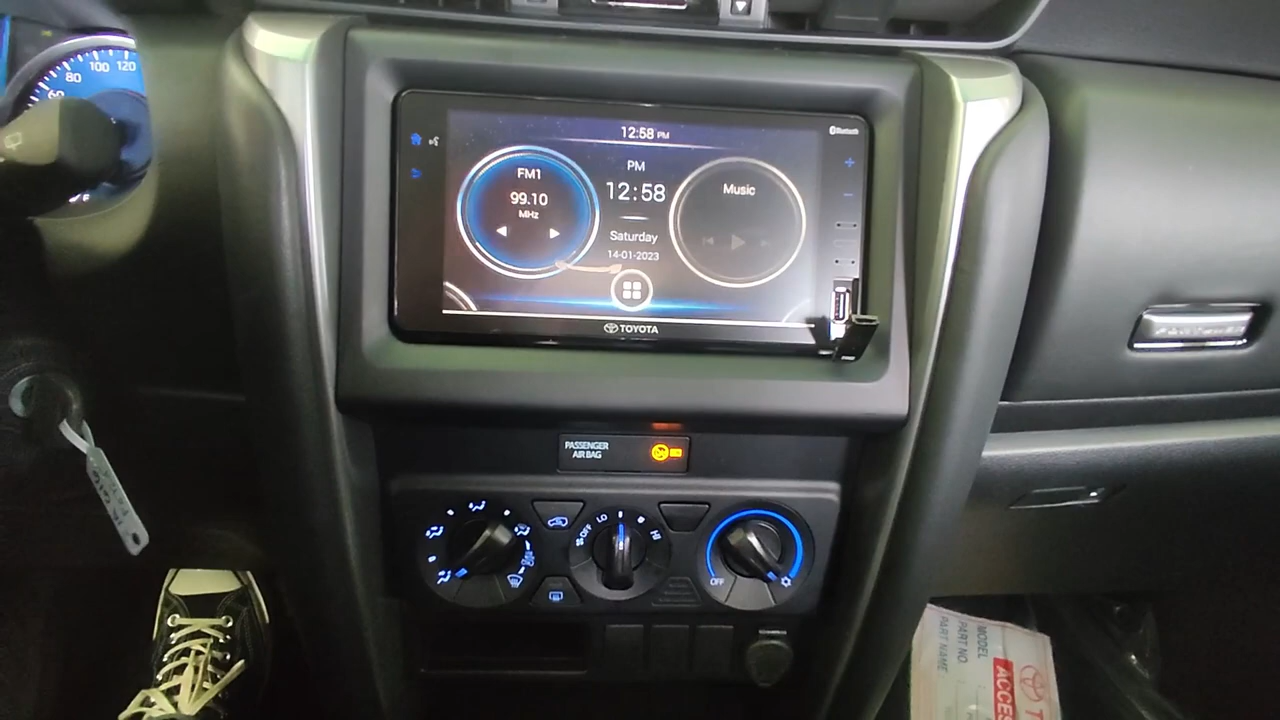 60
80
100
120
12:58 PM
Bluetooth
FM1
99.10
MHz
PM
12:58
Saturday
14-01-2023
Music
TOYOTA
PASSENGER
AIR BAG
OFF
LO
HI
OFF
MODEL
PART NO. :
PART NAME:
ACCES